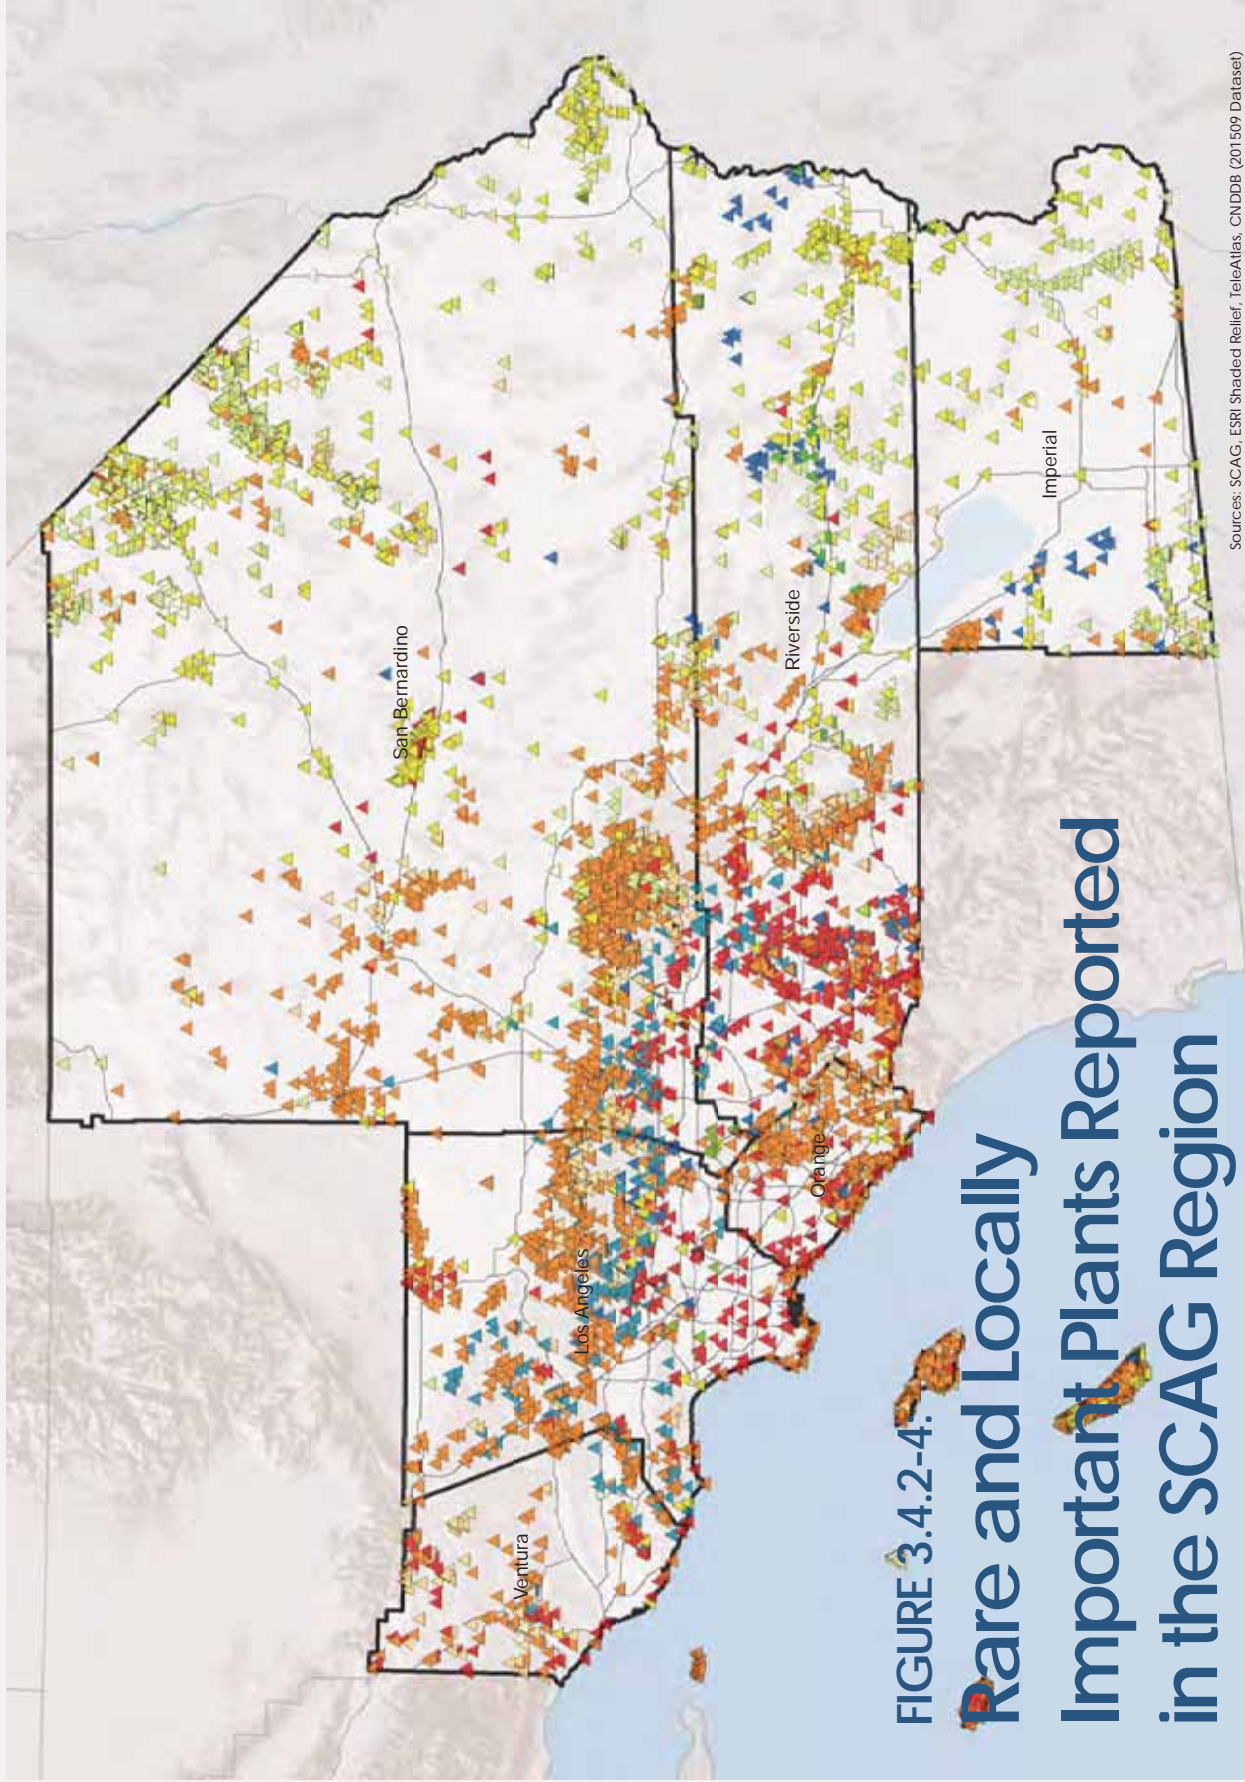 San Bernardino
Ventura
Los Angeles
Riverside
Orange
Imperial
FIGURE 3.4.2-4.
Rare and Locally
Important Plants Reported
in the SCAG Region
Sources: SCAG, ESRI Shaded Relief, TeleAtlas, CNDDB (201509 Dataset)